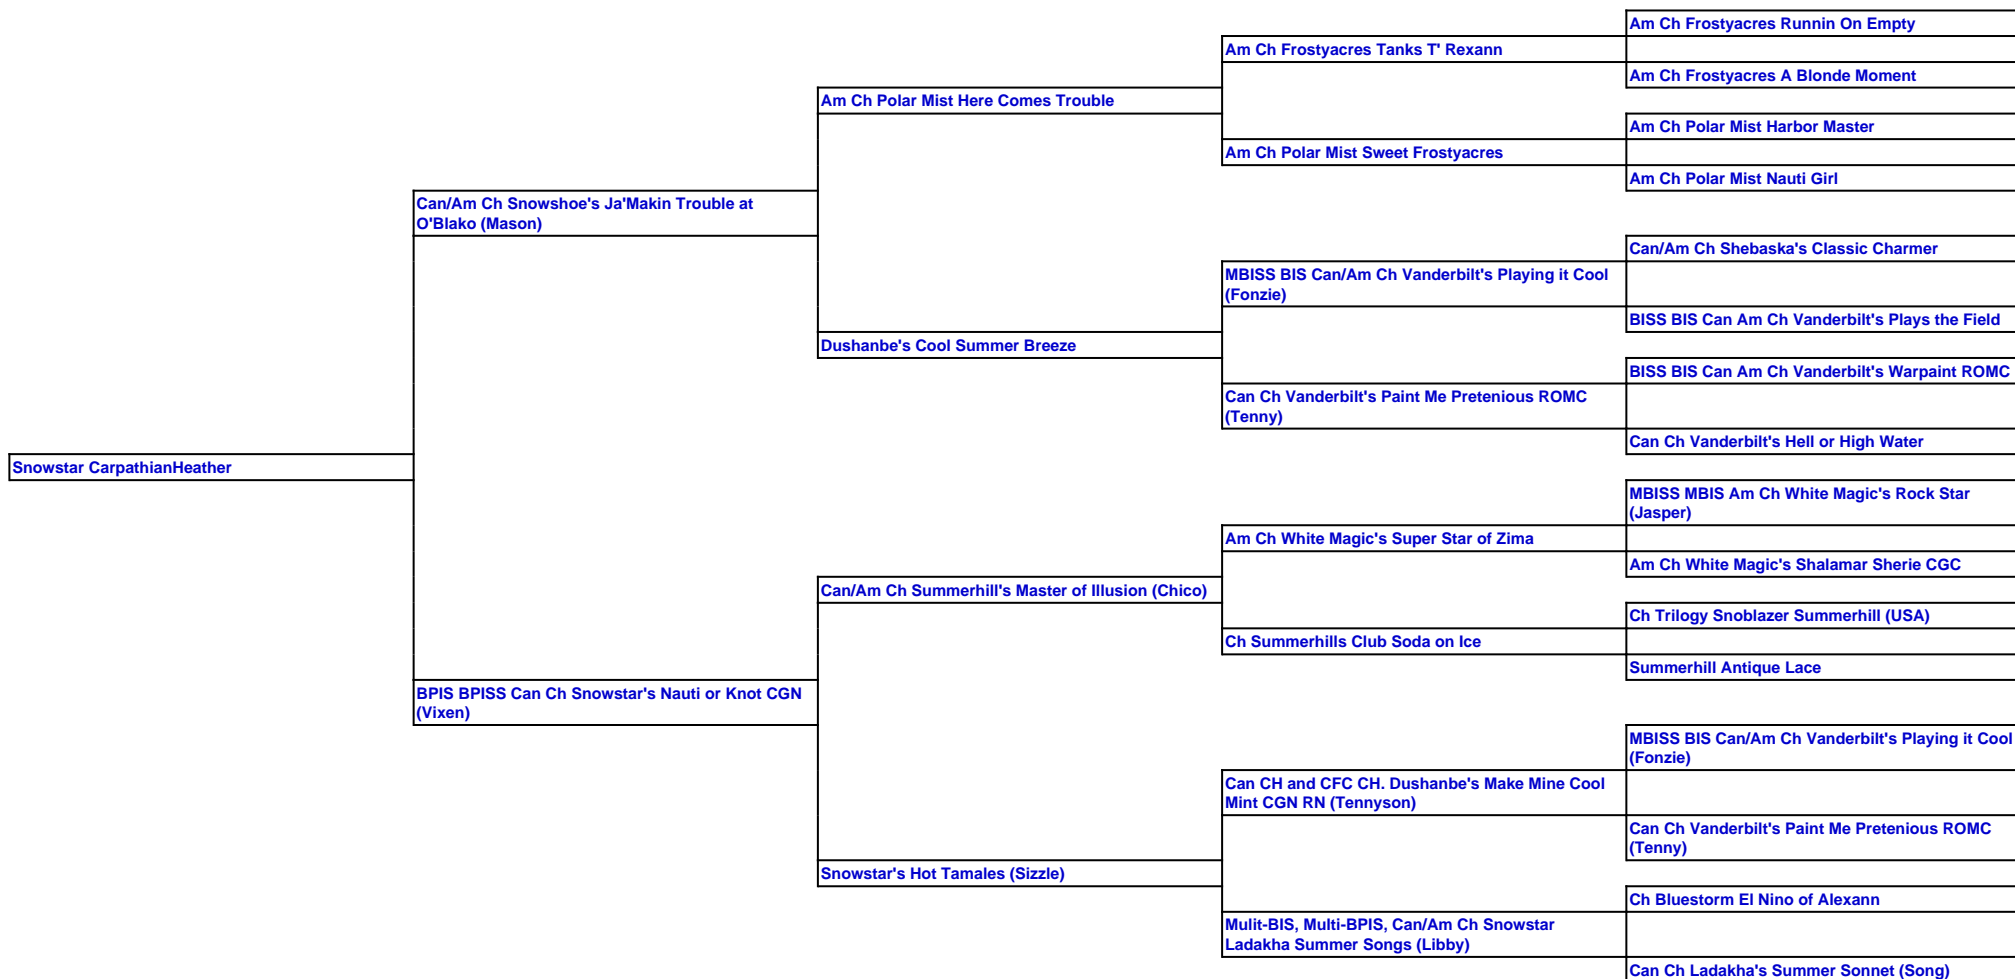 Am Ch Frostyacres Runnin On Empty
Am Ch Frostyacres Tanks T' Rexann
Am Ch Frostyacres A Blonde Moment
Am Ch Polar Mist Here Comes Trouble
Am Ch Polar Mist Harbor Master
Am Ch Polar Mist Sweet Frostyacres
Am Ch Polar Mist Nauti Girl
Can/Am Ch Snowshoe's Ja'Makin Trouble at
O'Blako (Mason)
Can/Am Ch Shebaska's Classic Charmer
MBISS BIS Can/Am Ch Vanderbilt's Playing it Cool
(Fonzie)
BISS BIS Can Am Ch Vanderbilt's Plays the Field
Dushanbe's Cool Summer Breeze
BISS BIS Can Am Ch Vanderbilt's Warpaint ROMC
Can Ch Vanderbilt's Paint Me Pretenious ROMC
(Tenny)
Can Ch Vanderbilt's Hell or High Water
Snowstar CarpathianHeather
MBISS MBIS Am Ch White Magic's Rock Star
(Jasper)
Am Ch White Magic's Super Star of Zima
Am Ch White Magic's Shalamar Sherie CGC
Can/Am Ch Summerhill's Master of Illusion (Chico)
Ch Trilogy Snoblazer Summerhill (USA)
Ch Summerhills Club Soda on Ice
Summerhill Antique Lace
BPIS BPISS Can Ch Snowstar's Nauti or Knot CGN
(Vixen)
MBISS BIS Can/Am Ch Vanderbilt's Playing it Cool
(Fonzie)
Can CH and CFC CH. Dushanbe's Make Mine Cool
Mint CGN RN (Tennyson)
Can Ch Vanderbilt's Paint Me Pretenious ROMC
(Tenny)
Snowstar's Hot Tamales (Sizzle)
Ch Bluestorm El Nino of Alexann
Mulit-BIS, Multi-BPIS, Can/Am Ch Snowstar
Ladakha Summer Songs (Libby)
Can Ch Ladakha's Summer Sonnet (Song)